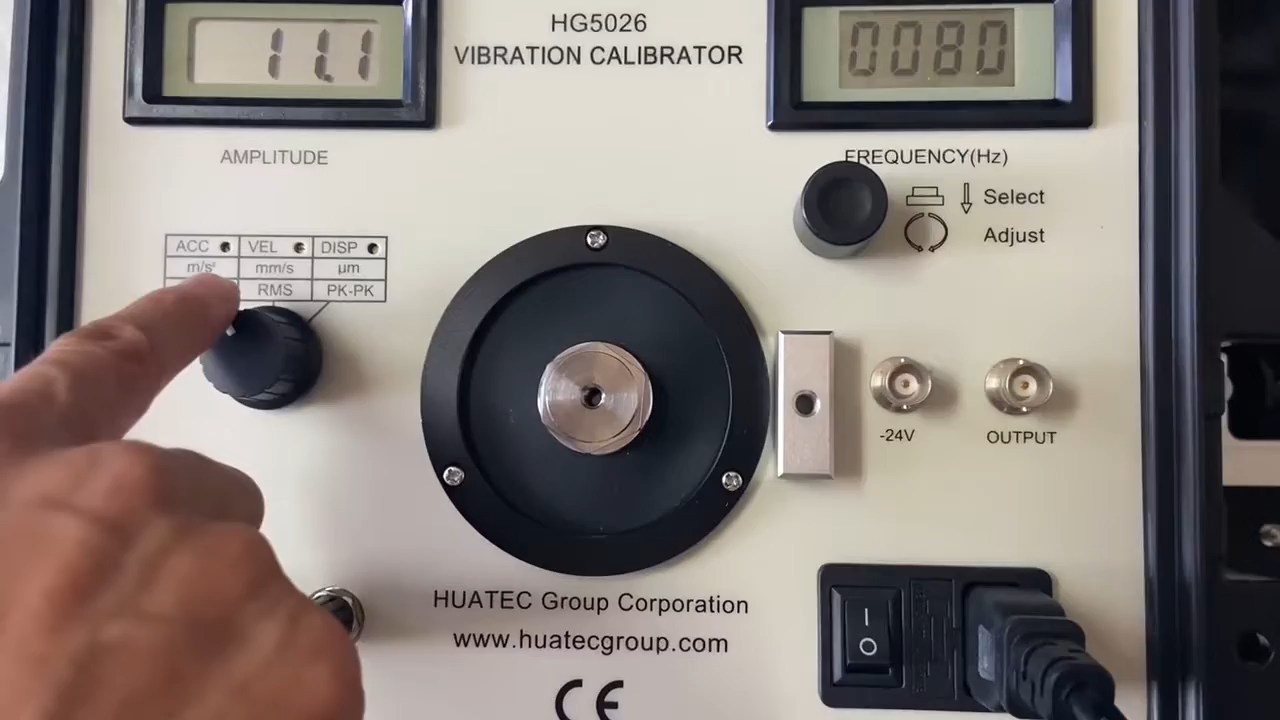 11.1
HG5026
VIBRATION CALIBRATOR
0080
AMPLITUDE
FREQUENCY(Hz)
Select
Adjust
ACC VEL DISP
m/s² mm/s μm
RMS PK-PK
-24V
OUTPUT
HUATEC Group Corporation
www.huatecgroup.com
CE